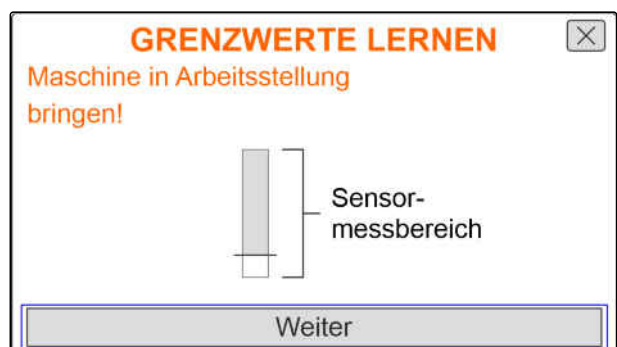 GRENZWERTE LERNEN
Maschine in Arbeitsstellung
bringen!
Sensor-
messbereich
Weiter